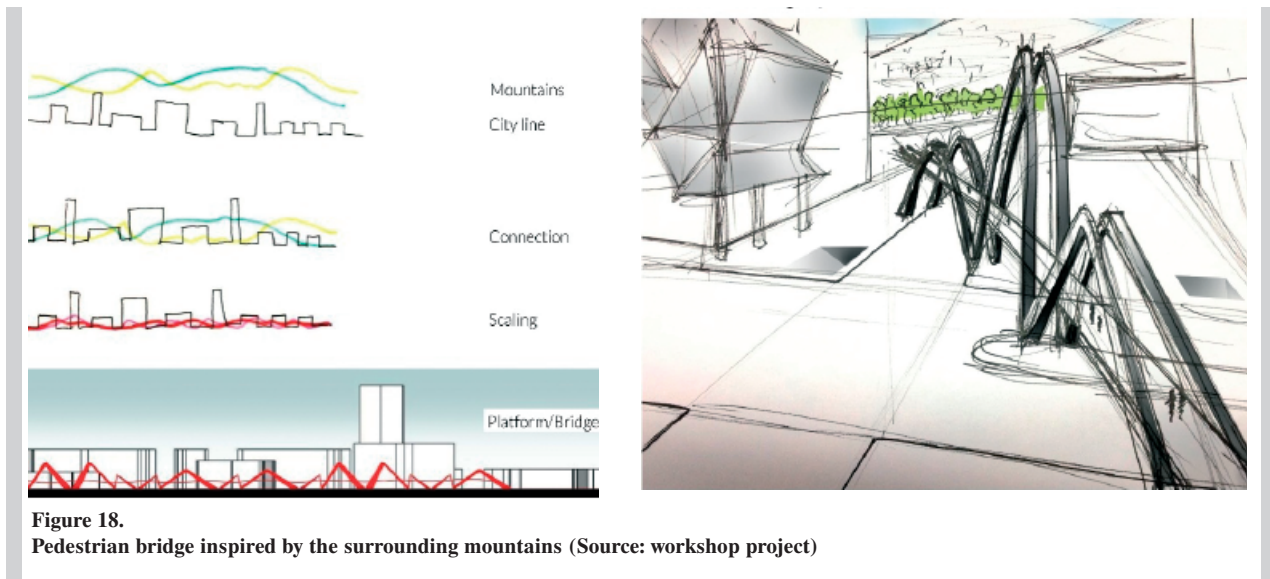 Mountains
City line
Connection
Scaling
Platform/Bridge
Figure 18.
Pedestrian bridge inspired by the surrounding mountains (Source: workshop project)